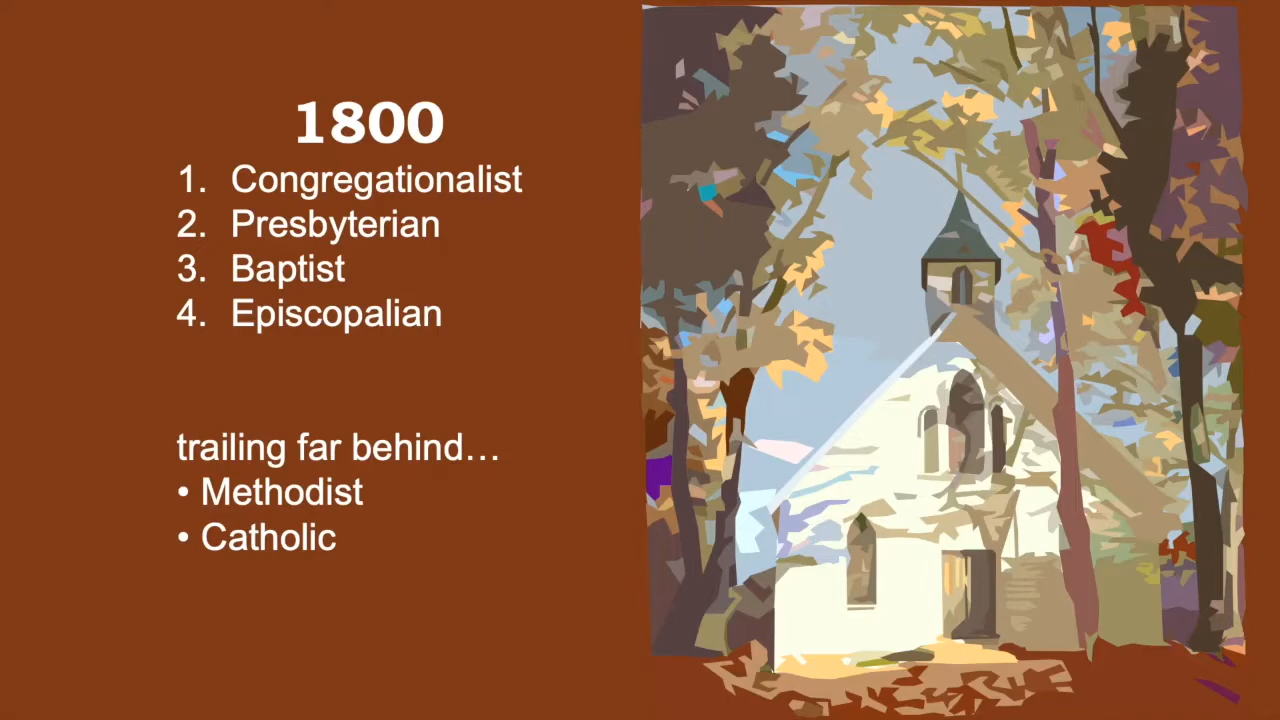 1800
1. Congregationalist
2. Presbyterian
3. Baptist
4. Episcopalian
trailing far behind…
• Methodist
• Catholic